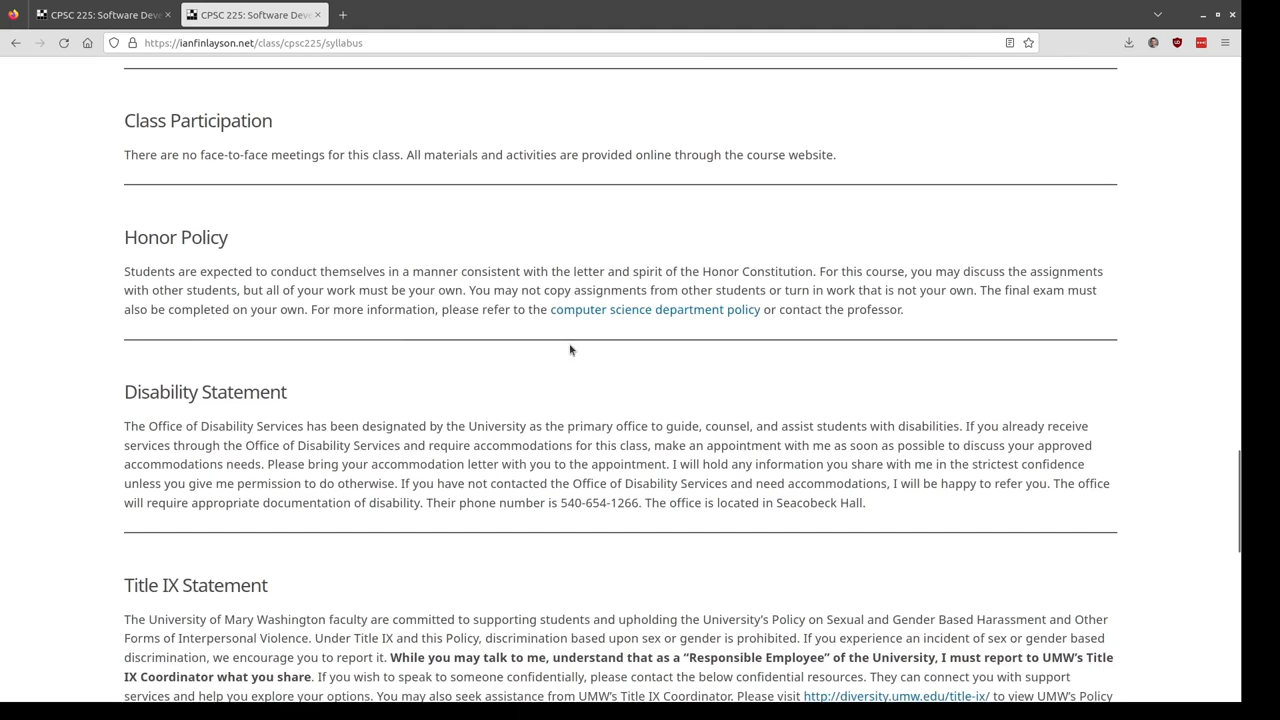 CPSC 225: Software Deve
CPSC 225: Software Deve
https://ianfinlayson.net/class/cpsc225/syllabus
Class Participation
There are no face-to-face meetings for this class. All materials and activities are provided online through the course website.
Honor Policy
Students are expected to conduct themselves in a manner consistent with the letter and spirit of the Honor Constitution. For this course, you may discuss the assignments
with other students, but all of your work must be your own. You may not copy assignments from other students or turn in work that is not your own. The final exam must
also be completed on your own. For more information, please refer to the computer science department policy or contact the professor.
Disability Statement
The Office of Disability Services has been designated by the University as the primary office to guide, counsel, and assist students with disabilities. If you already receive
services through the Office of Disability Services and require accommodations for this class, make an appointment with me as soon as possible to discuss your approved
accommodations needs. Please bring your accommodation letter with you to the appointment. I will hold any information you share with me in the strictest confidence
unless you give me permission to do otherwise. If you have not contacted the Office of Disability Services and need accommodations, I will be happy to refer you. The office
will require appropriate documentation of disability. Their phone number is 540-654-1266. The office is located in Seacobeck Hall.
Title IX Statement
The University of Mary Washington faculty are committed to supporting students and upholding the University’s Policy on Sexual and Gender Based Harassment and Other
Forms of Interpersonal Violence. Under Title IX and this Policy, discrimination based upon sex or gender is prohibited. If you experience an incident of sex or gender based
discrimination, we encourage you to report it. While you may talk to me, understand that as a “Responsible Employee” of the University, I must report to UMW’s Title
IX Coordinator what you share. If you wish to speak to someone confidentially, please contact the below confidential resources. They can connect you with support
services and help you explore your options. You may also seek assistance from UMW’s Title IX Coordinator. Please visit http://diversity.umw.edu/title-ix/ to view UMW’s Policy